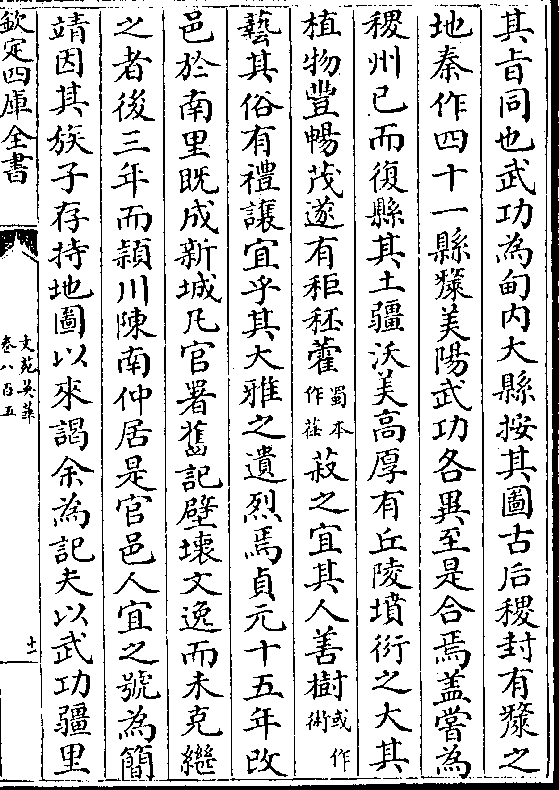 其旨同也武功為甸内大縣按其圖古后稷封有㵒之
地秦作四十一縣㵒美陽武功各異至是合焉蓋嘗為
稷州已而復縣其土疆沃美高厚有丘陵墳衍之大其
植物豐暢茂遂有秬秠藿蜀本作荏菽之宜其人善樹或作術
藝其俗有禮讓宜乎其大雅之遺烈焉貞元十五年改
邑於南里既成新城凡官署舊記壁壞文逸而未克繼
之者後三年而潁川陳南仲居是官邑人宜之號為簡
靖因其族子存持地圖以來謁余為記夫以武功疆里
欽定四庫全書
文苑英華
卷八百五
十二